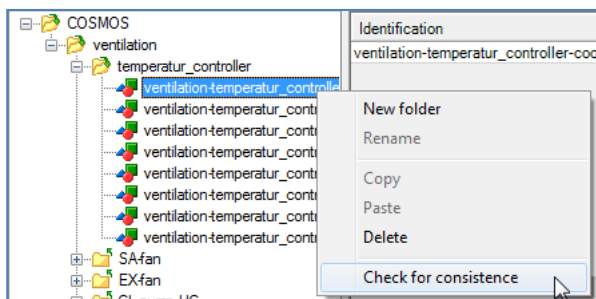 COSMOS
ventilation
temperatur_controller
ventilation-temperatur_controlle
ventilation-temperatur_contr
ventilation-temperatur_contr
ventilation-temperatur_contr
ventilation-temperatur_contr
ventilation-temperatur_contr
ventilation-temperatur_contr
ventilation-temperatur_contr
SA-fan
EX-fan
Identification
ventilation-temperatur_controller-coo
New folder
Rename
Copy
Paste
Delete
Check for consistence